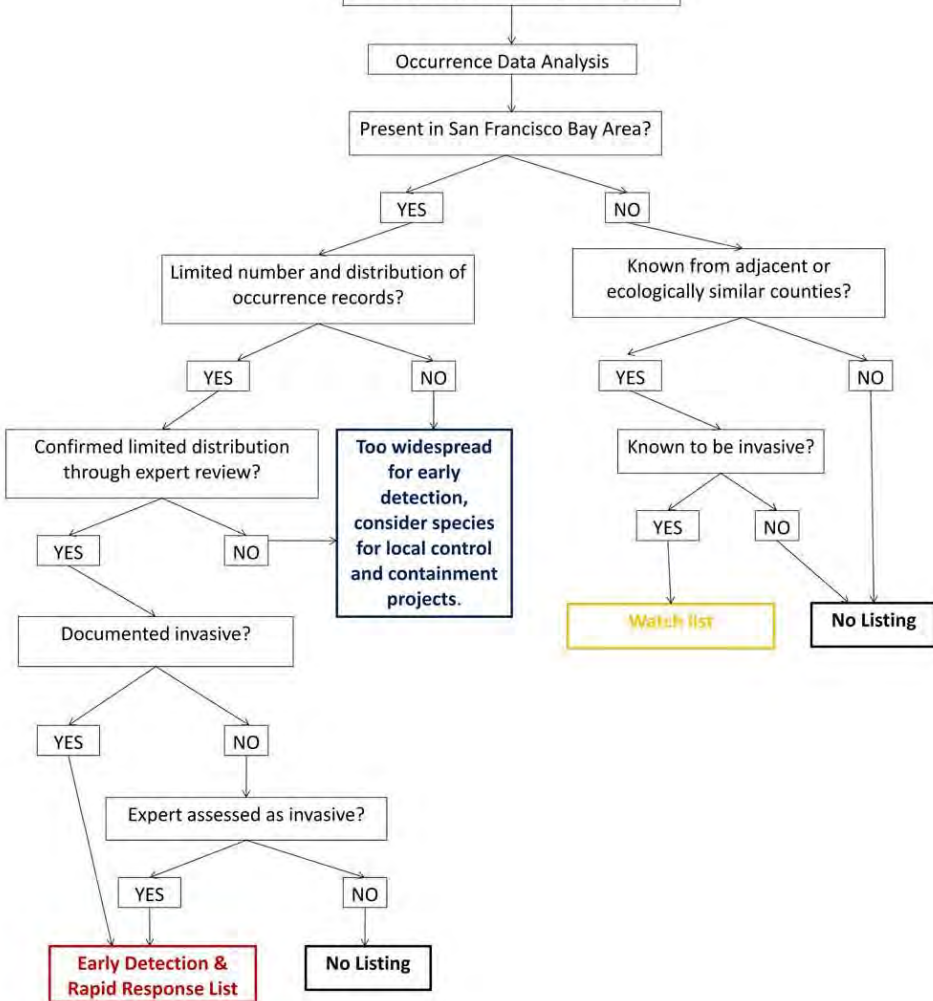 Occurrence Data Analysis
Present in San Francisco Bay Area?
YES
NO
Limited number and distribution of
occurrence records?
Known from adjacent or
ecologically similar counties?
YES
NO
YES
NO
Confirmed limited distribution
through expert review?
Too widespread
for early
detection,
consider species
for local control
and containment
projects.
Known to be invasive?
YES
NO
YES
NO
Documented invasive?
Watch list
No Listing
YES
NO
Expert assessed as invasive?
YES
NO
Early Detection &
Rapid Response List
No Listing